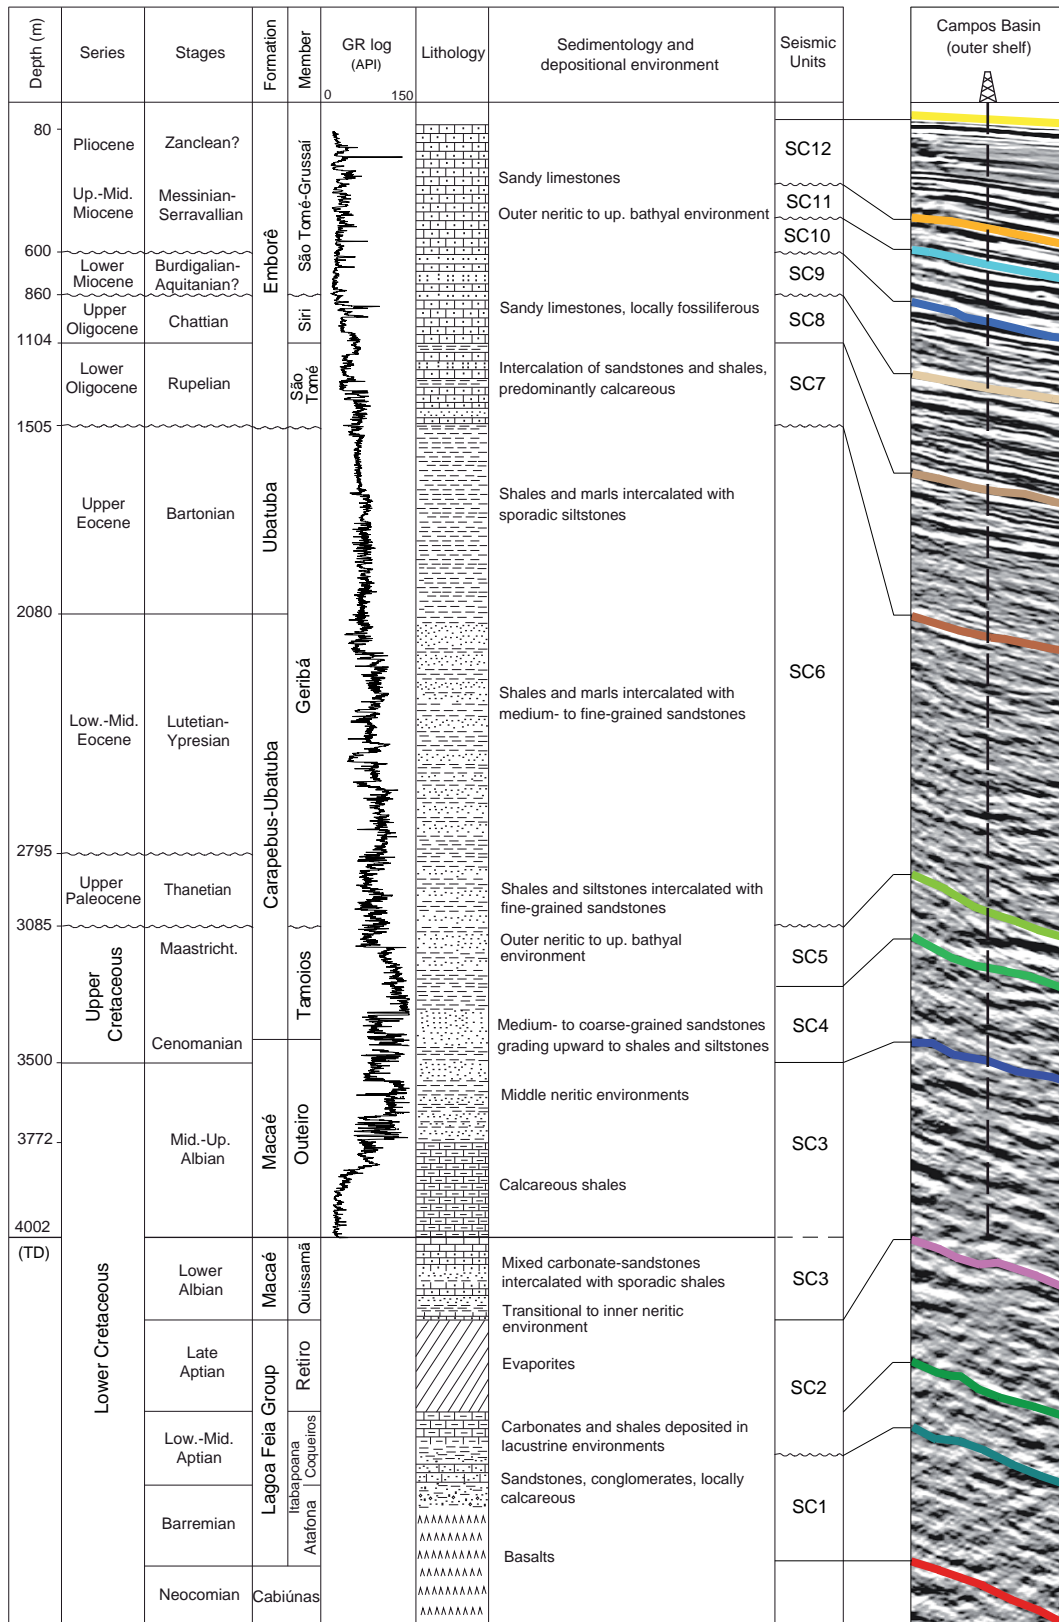 Depth (m)
Series
Stages
Formation
Member
GR log
(API)
0
150
Lithology
Sedimentology and
depositional environment
Seismic
Units
Campos Basin
(outer shelf)
80
600
860
1104
1505
2080
2795
3085
3500
3772
4002
(TD)
Pliocene
Up.-Mid.
Miocene
Lower
Miocene
Upper
Oligocene
Lower
Oligocene
Upper
Eocene
Low.-Mid.
Eocene
Upper
Paleocene
Upper
Cretaceous
Lower Cretaceous
Zanclean?
Messinian-
Serravallian
Burdigalian-
Aquitanian?
Chattian
Rupelian
Bartonian
Lutetian-
Ypresian
Thanetian
Maastricht.
Cenomanian
Mid.-Up.
Albian
Lower
Albian
Late
Aptian
Low.-Mid.
Aptian
Barremian
Neocomian
Emborê
Ubatuba
Carapebus-Ubatuba
Macaé
Macaé
Lagoa Feia Group
Cabiúnas
São Tomé-Grussaí
Siri
São
Tomé
Geribá
Tamoios
Outeiro
Quissamã
Retiro
Itabapoana
Coqueiros
Atafona
Sandy limestones
Outer neritic to up. bathyal environment
Sandy limestones, locally fossiliferous
Intercalation of sandstones and shales,
predominantly calcareous
Shales and marls intercalated with
sporadic siltstones
Shales and marls intercalated with
medium- to fine-grained sandstones
Shales and siltstones intercalated with
fine-grained sandstones
Outer neritic to up. bathyal
environment
Medium- to coarse-grained sandstones
grading upward to shales and siltstones
Middle neritic environments
Calcareous shales
Mixed carbonate-sandstones
intercalated with sporadic shales
Transitional to inner neritic
environment
Evaporites
Carbonates and shales deposited in
lacustrine environments
Sandstones, conglomerates, locally
calcareous
Basalts
SC12
SC11
SC10
SC9
SC8
SC7
SC6
SC5
SC4
SC3
SC3
SC2
SC1